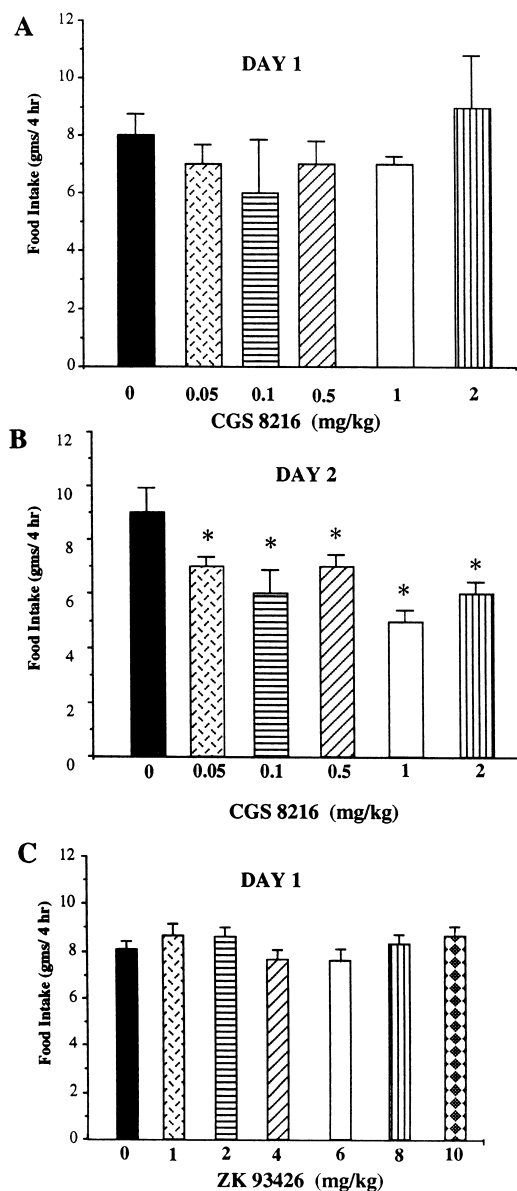 A
DAY 1
Food Intake (gms/ 4 hr)
12
10
8
6
4
2
0
0 0.05 0.1 0.5 1 2
CGS 8216 (mg/kg)
B
DAY 2
Food Intake (gms/ 4 hr)
12
10
8
6
4
2
0
* * * * *
0 0.05 0.1 0.5 1 2
CGS 8216 (mg/kg)
C
DAY 1
Food Intake (gms/ 4 hr)
12
10
8
6
4
2
0
0 1 2 4 6 8 10
ZK 93426 (mg/kg)